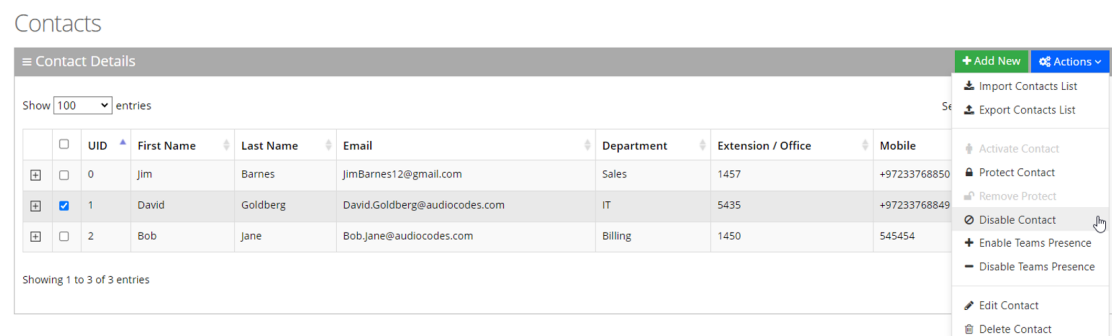 Contacts
Contact Details
Add New
Actions
Show 100 entries
Se
UID First Name Last Name Email Department Extension / Office Mobile
0 Jim Barnes JimBarnes12@gmail.com Sales 1457 +97233768850
1 David Goldberg David.Goldberg@audiocodes.com IT 5435 +97233768849
2 Bob Jane Bob.Jane@audiocodes.com Billing 1450 545454
Showing 1 to 3 of 3 entries
Import Contacts List
Export Contacts List
Activate Contact
Protect Contact
Remove Protect
Disable Contact
Enable Teams Presence
Disable Teams Presence
Edit Contact
Delete Contact